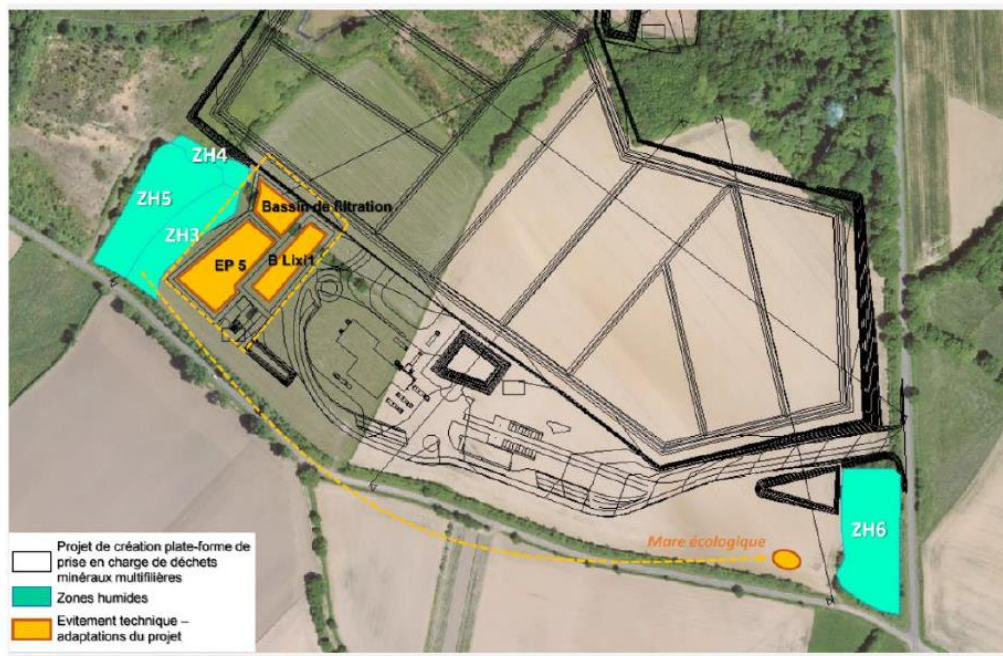 ZH4
ZH5
ZH3
Bassin de filtration
B Lixi1
EP 5
Mare écologique
ZH6
Projet de création plate-forme de
prise en charge de déchets
minéraux multifilières
Zones humides
Evitement technique –
adaptations du projet